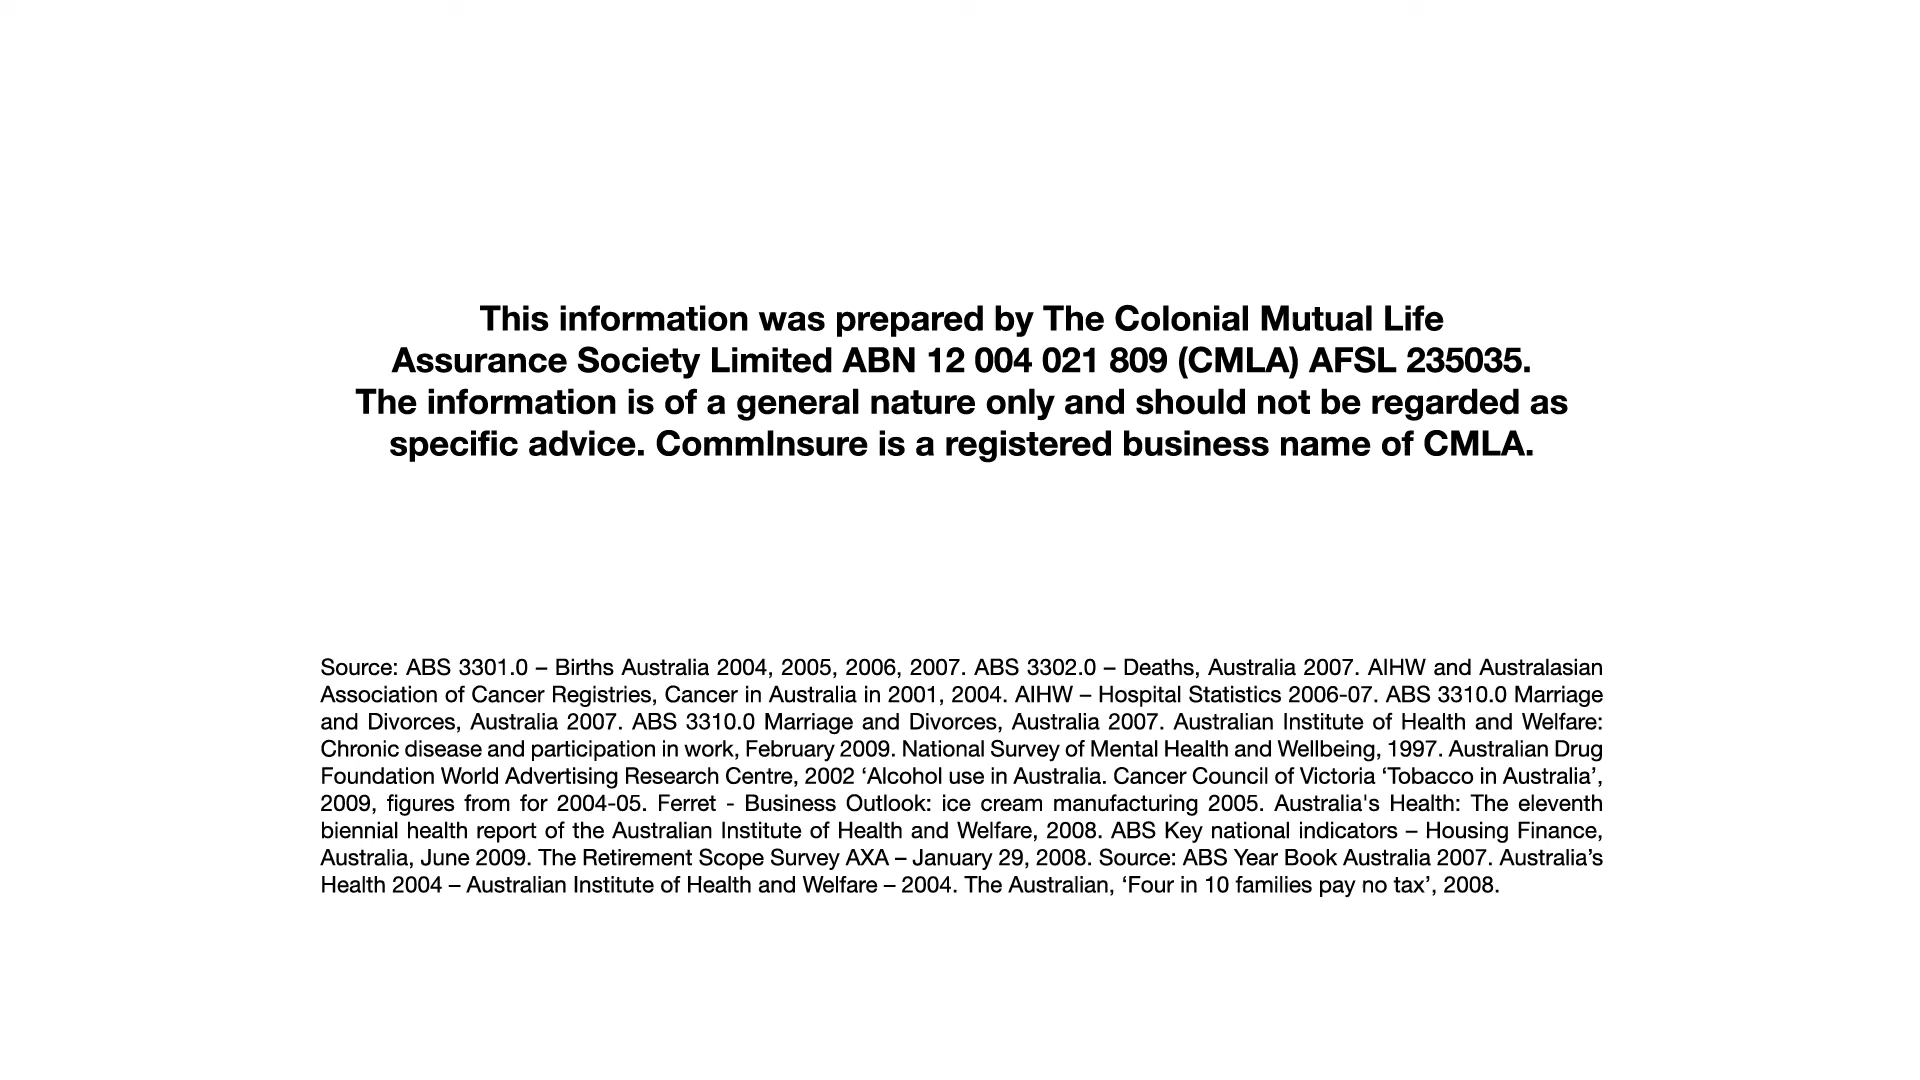 This information was prepared by The Colonial Mutual Life
Assurance Society Limited ABN 12 004 021 809 (CMLA) AFSL 235035.
The information is of a general nature only and should not be regarded as
specific advice. CommInsure is a registered business name of CMLA.
Source: ABS 3301.0 – Births Australia 2004, 2005, 2006, 2007. ABS 3302.0 – Deaths, Australia 2007. AIHW and Australasian
Association of Cancer Registries, Cancer in Australia in 2001, 2004. AIHW – Hospital Statistics 2006-07. ABS 3310.0 Marriage
and Divorces, Australia 2007. ABS 3310.0 Marriage and Divorces, Australia 2007. Australian Institute of Health and Welfare:
Chronic disease and participation in work, February 2009. National Survey of Mental Health and Wellbeing, 1997. Australian Drug
Foundation World Advertising Research Centre, 2002 ‘Alcohol use in Australia. Cancer Council of Victoria ‘Tobacco in Australia’,
2009, figures from for 2004-05. Ferret - Business Outlook: ice cream manufacturing 2005. Australia's Health: The eleventh
biennial health report of the Australian Institute of Health and Welfare, 2008. ABS Key national indicators – Housing Finance,
Australia, June 2009. The Retirement Scope Survey AXA – January 29, 2008. Source: ABS Year Book Australia 2007. Australia’s
Health 2004 – Australian Institute of Health and Welfare – 2004. The Australian, ‘Four in 10 families pay no tax’, 2008.